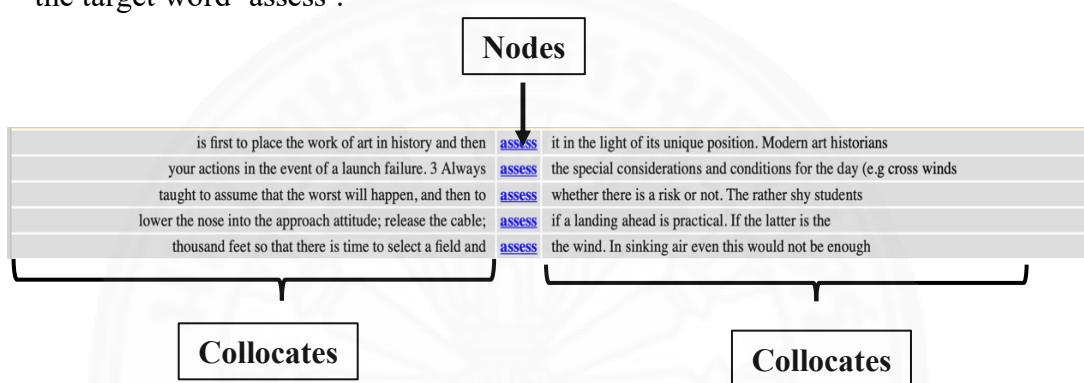 the target word 'assess'.
Nodes
is first to place the work of art in history and then assess it in the light of its unique position. Modern art historians
your actions in the event of a launch failure. 3 Always assess the special considerations and conditions for the day (e.g cross winds
taught to assume that the worst will happen, and then to assess whether there is a risk or not. The rather shy students
lower the nose into the approach attitude; release the cable; assess if a landing ahead is practical. If the latter is the
thousand feet so that there is time to select a field and assess the wind. In sinking air even this would not be enough
Collocates Collocates